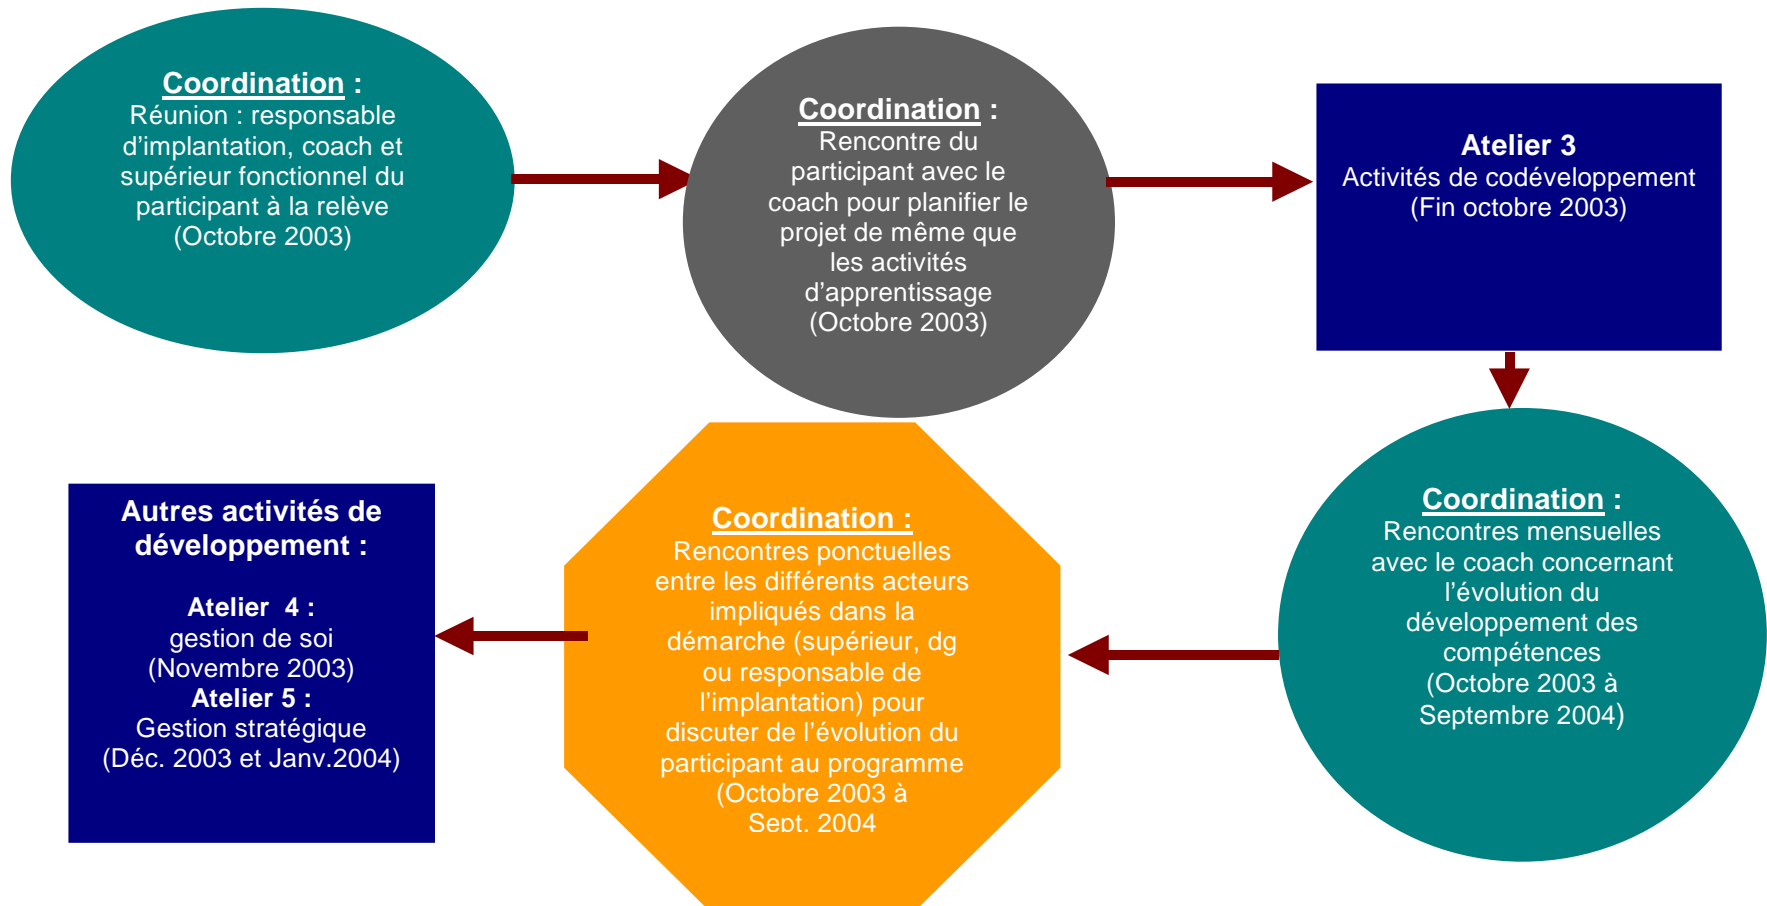 Coordination :
Réunion : responsable
d’implantation, coach et
supérieur fonctionnel du
participant à la relève
(Octobre 2003)
Coordination :
Rencontre du
participant avec le
coach pour planifier le
projet de même que
les activités
d’apprentissage
(Octobre 2003)
Atelier 3
Activités de codéveloppement
(Fin octobre 2003)
Coordination :
Rencontres mensuelles
avec le coach concernant
l’évolution du
développement des
compétences
(Octobre 2003 à
Septembre 2004)
Coordination :
Rencontres ponctuelles
entre les différents acteurs
impliqués dans la
démarche (supérieur, dg
ou responsable de
l’implantation) pour
discuter de l’évolution du
participant au programme
(Octobre 2003 à
Sept. 2004
Autres activités de
développement :
Atelier 4 :
gestion de soi
(Novembre 2003)
Atelier 5 :
Gestion stratégique
(Déc. 2003 et Janv.2004)